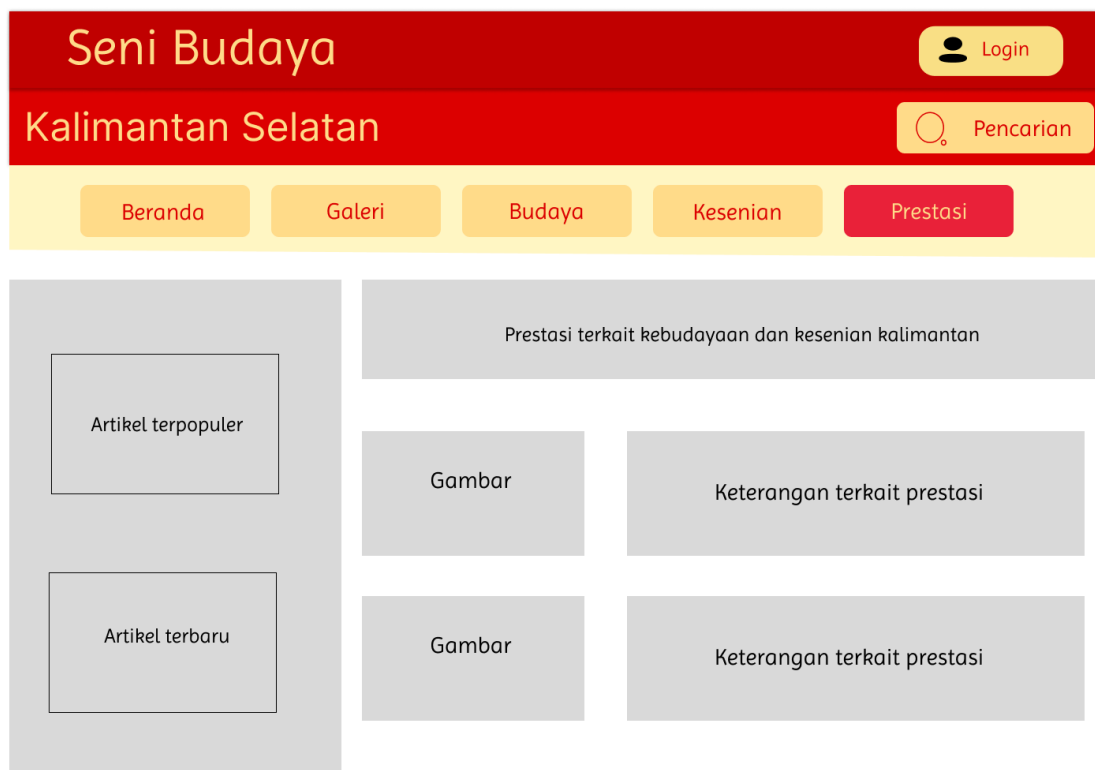 Seni Budaya
Login
Kalimantan Selatan
Pencarian
Beranda
Galeri
Budaya
Kesenian
Prestasi
Prestasi terkait kebudayaan dan kesenian kalimantan
Artikel terpopuler
Gambar
Keterangan terkait prestasi
Artikel terbaru
Gambar
Keterangan terkait prestasi